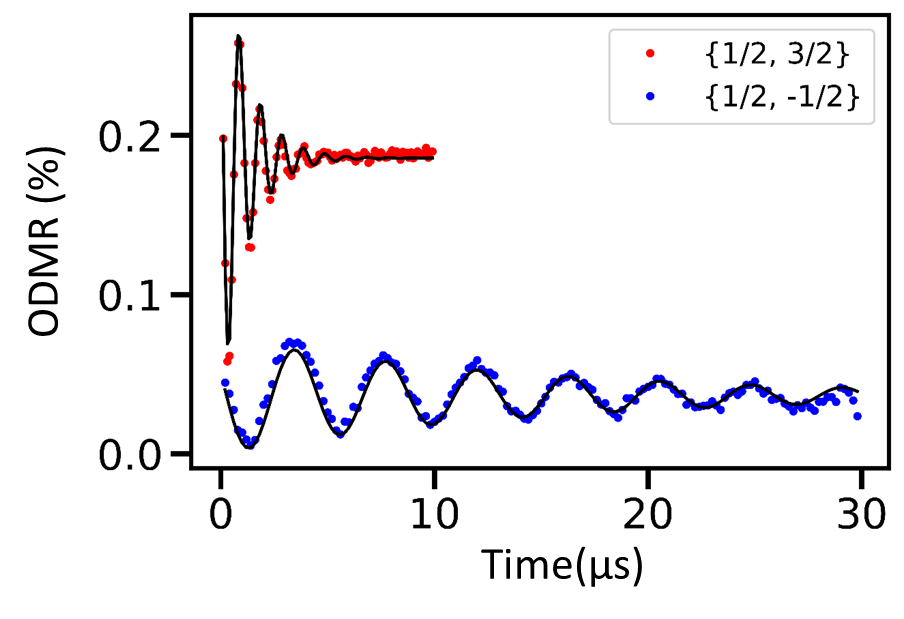 {1/2, 3/2}
{1/2, -1/2}
ODMR (%)
0.2
0.1
0.0
0 10 20 30
Time(μs)